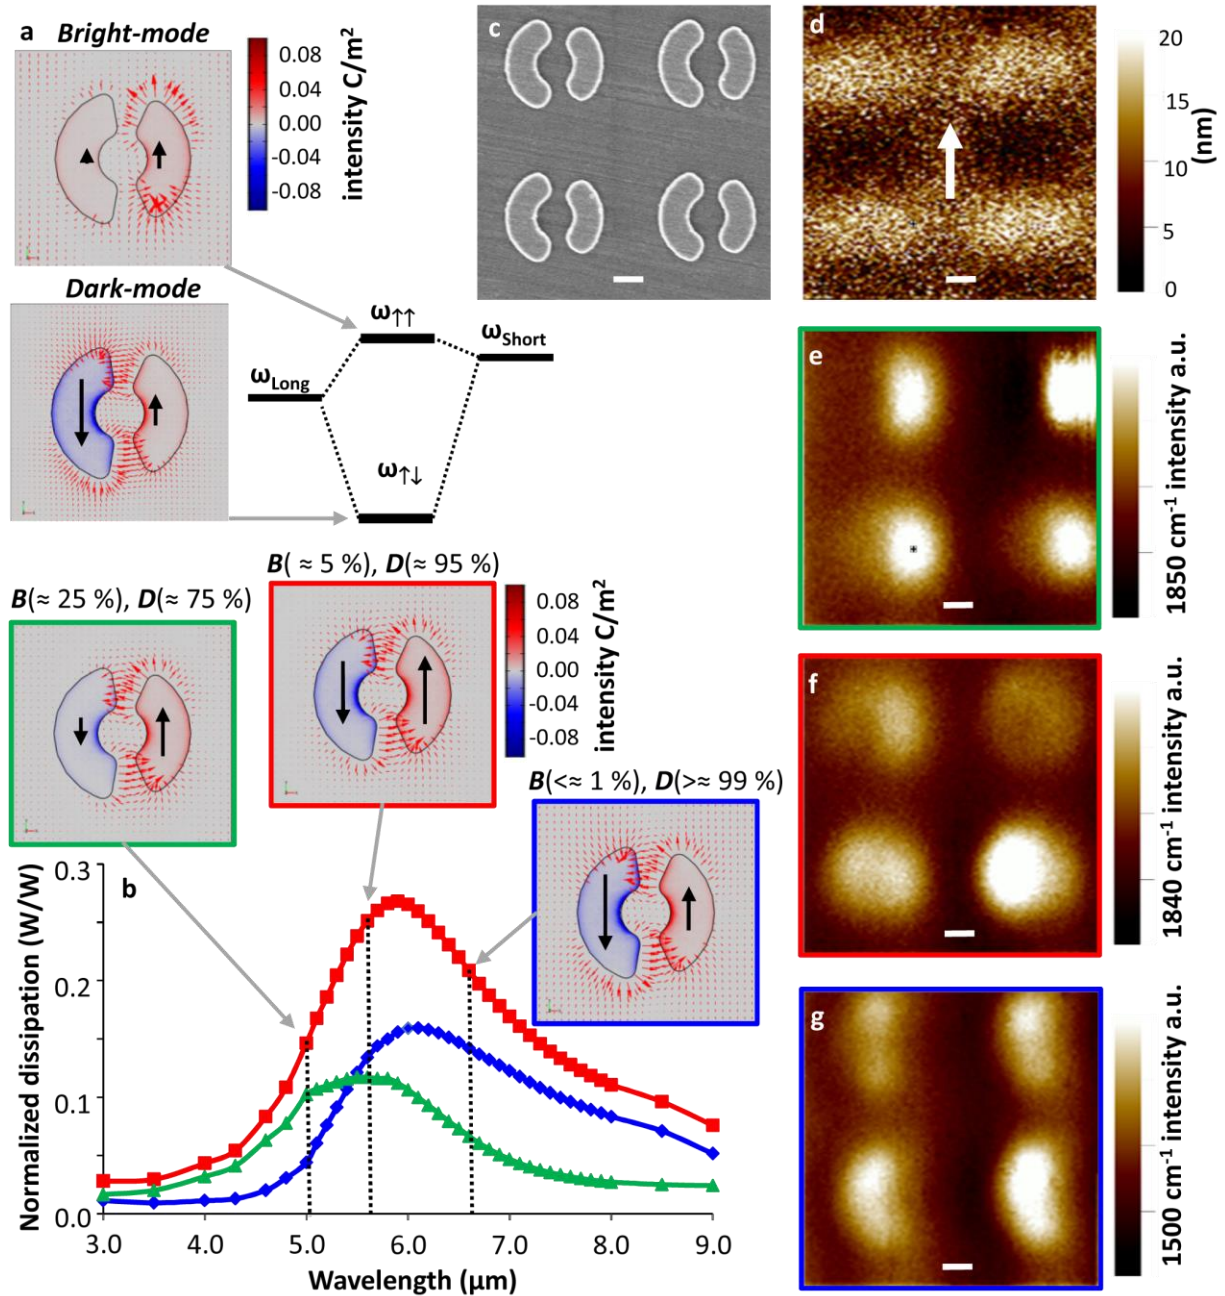 a
Bright-mode
0.08
0.04
0.00
-0.04
-0.08
intensity C/m²
c
d
20
15
10
5
0
(nm)
Dark-mode
ω↑↑
ωLong
ωShort
ω↑↓
e
1850 cm⁻¹ intensity a.u.
B( ≈ 5 %), D(≈ 95 %)
B(≈ 25 %), D(≈ 75 %)
0.08
0.04
0.00
-0.04
-0.08
intensity C/m²
f
1840 cm⁻¹ intensity a.u.
B(<≈ 1 %), D(>≈ 99 %)
b
0.3
0.2
0.1
0.0
Normalized dissipation (W/W)
3.0 4.0 5.0 6.0 7.0 8.0 9.0
Wavelength (µm)
g
1500 cm⁻¹ intensity a.u.